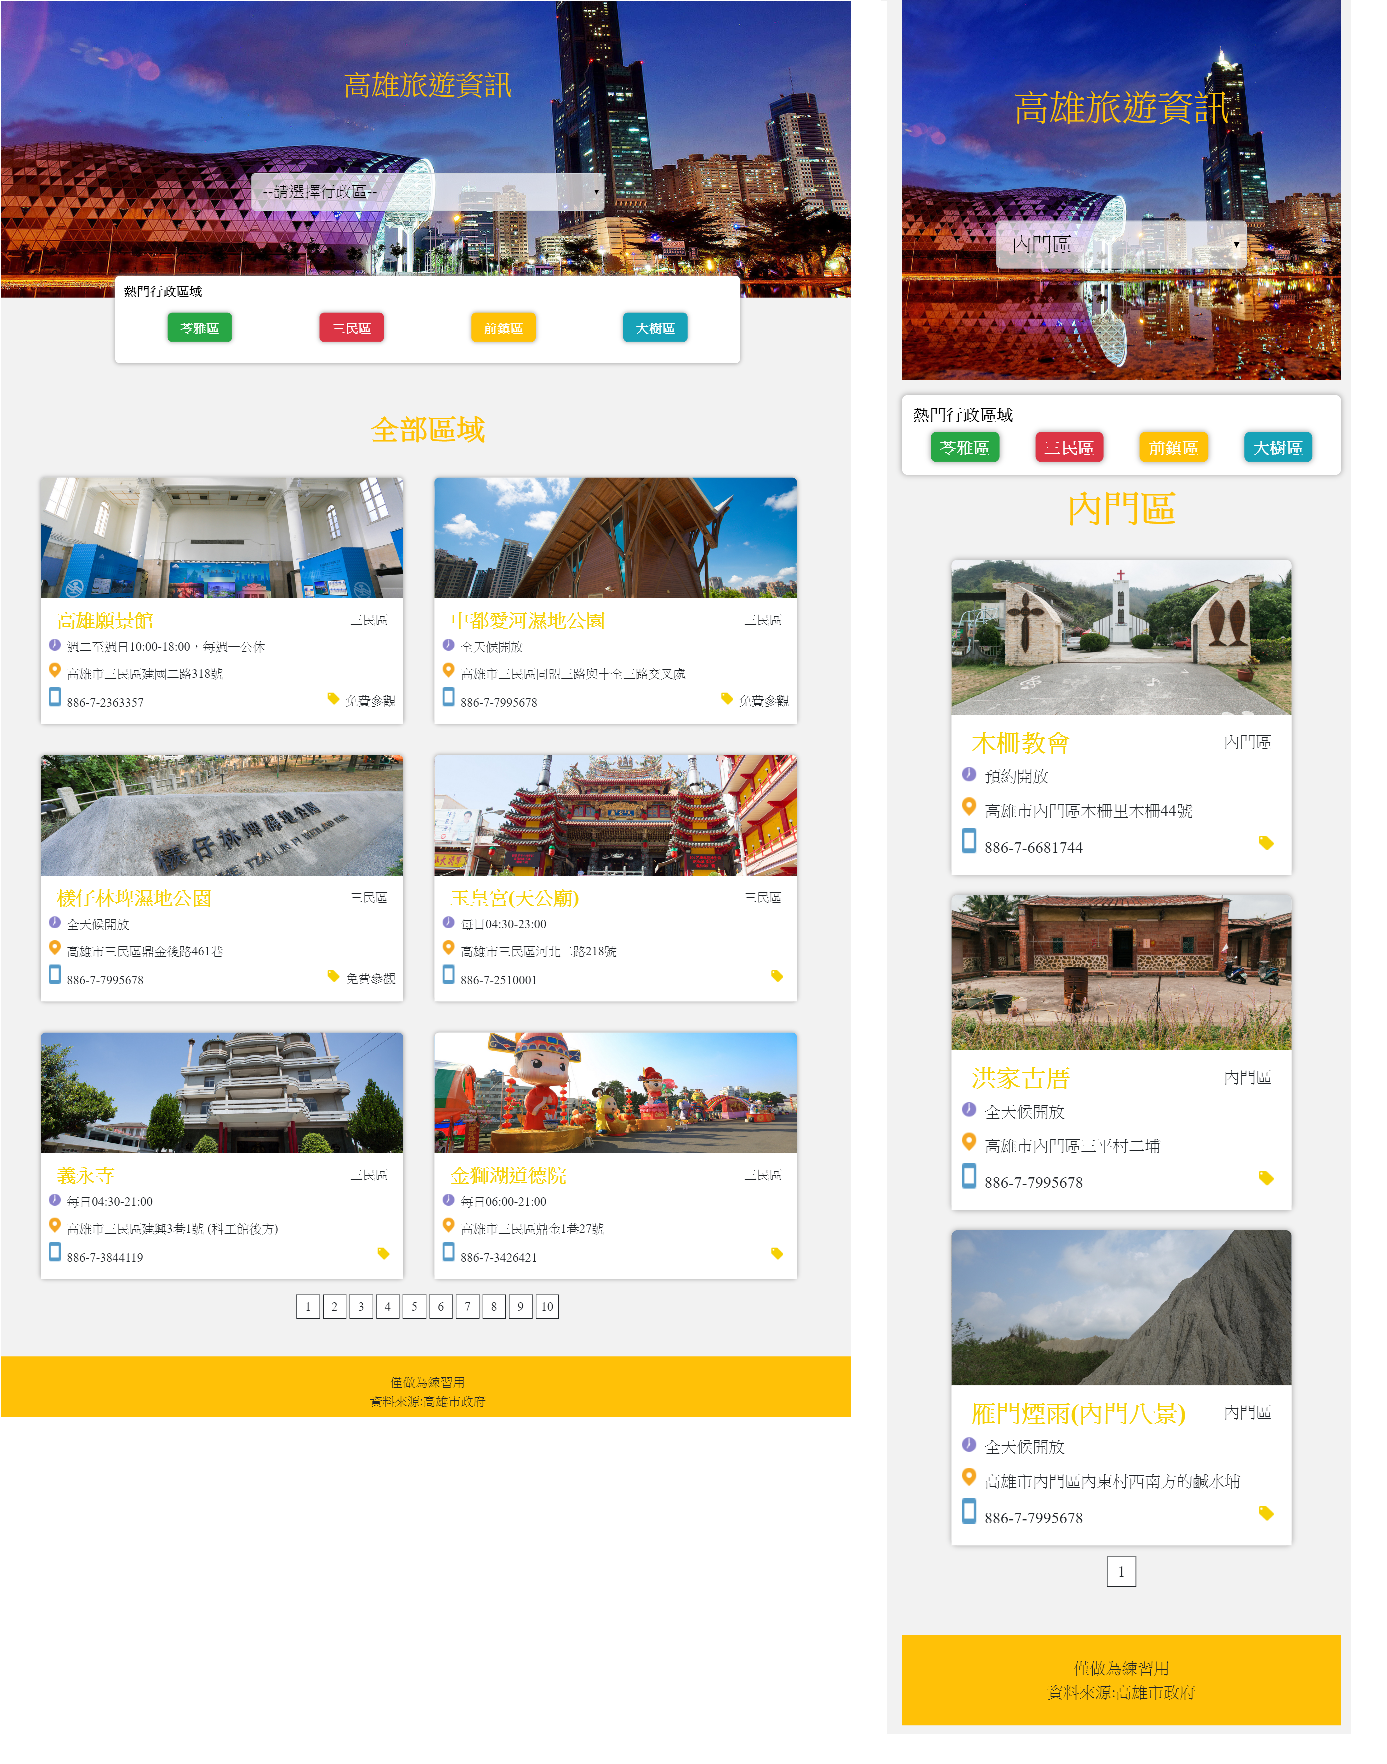 高雄旅遊資訊
--請選擇行政區--
熱門行政區域
苓雅區
三民區
前鎮區
大樹區
全部區域
高雄願景館
三民區
週二至週日10:00-18:00，每週一公休
高雄市三民區建國二路318號
886-7-2363357
免費參觀
中都愛河濕地公園
三民區
全天候開放
高雄市三民區同盟三路與十全三路交叉處
886-7-7995678
免費參觀
檨仔林埤濕地公園
三民區
全天候開放
高雄市三民區鼎金後路461巷
886-7-7995678
免費參觀
玉皇宮(天公廟)
三民區
每日04:30-23:00
高雄市三民區河北二路218號
886-7-2510001
義永寺
三民區
每日04:30-21:00
高雄市三民區建興3巷1號 (科工館後方)
886-7-3844119
金獅湖道德院
三民區
每日06:00-21:00
高雄市三民區鼎金1巷27號
886-7-3426421
1 2 3 4 5 6 7 8 9 10
僅做為練習用
資料來源:高雄市政府
高雄旅遊資訊
內門區
熱門行政區域
苓雅區
三民區
前鎮區
大樹區
內門區
木柵教會
內門區
預約開放
高雄市內門區木柵里木柵44號
886-7-6681744
洪家古厝
內門區
全天候開放
高雄市內門區三平村二埔
886-7-7995678
雁門煙雨(內門八景)
內門區
全天候開放
高雄市內門區內東村西南方的鹹水埔
886-7-7995678
1
僅做為練習用
資料來源:高雄市政府